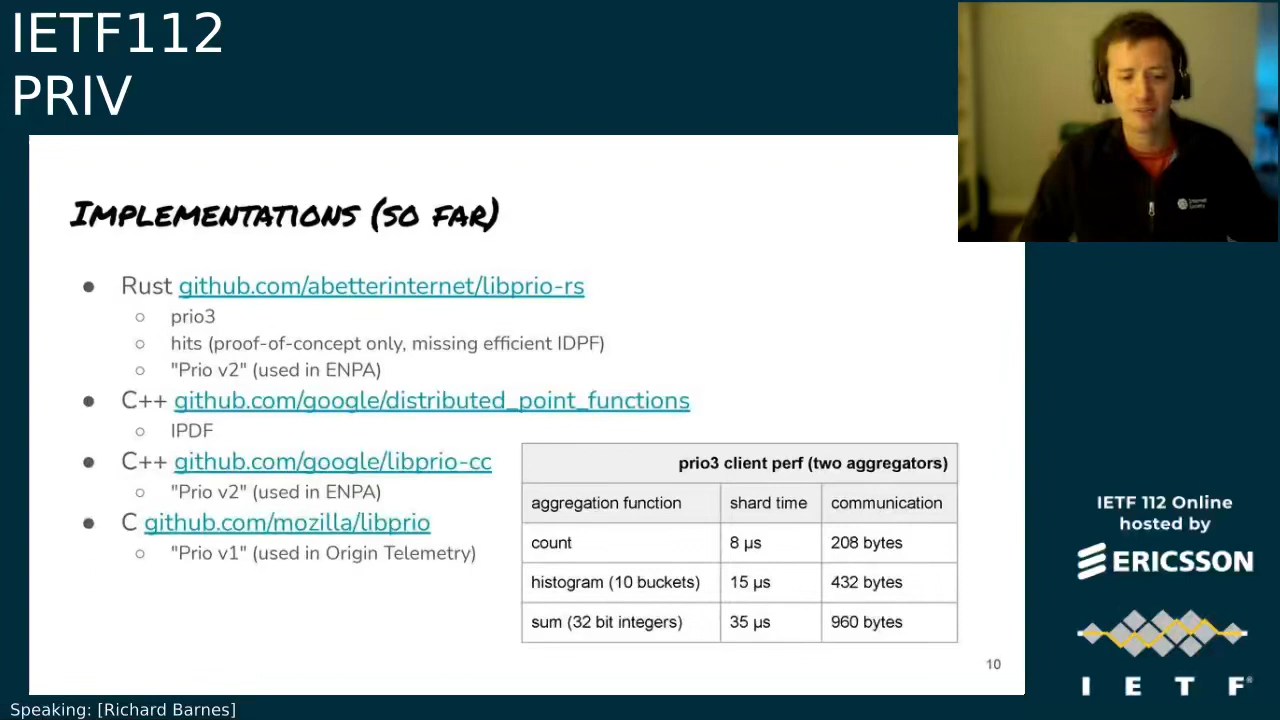 IETF112
PRIV
IMPLEMENTATIONS (SO FAR)
● Rust github.com/abetterinternet/libprio-rs
○ prio3
○ hits (proof-of-concept only, missing efficient IDPF)
○ "Prio v2" (used in ENPA)
● C++ github.com/google/distributed_point_functions
○ IPDF
● C++ github.com/google/libprio-cc
○ "Prio v2" (used in ENPA)
● C github.com/mozilla/libprio
○ "Prio v1" (used in Origin Telemetry)
prio3 client perf (two aggregators)
aggregation function shard time communication
count 8 µs 208 bytes
histogram (10 buckets) 15 µs 432 bytes
sum (32 bit integers) 35 µs 960 bytes
10
Internet
Society
IETF 112 Online
hosted by
ERICSSON
I E T F®
Speaking: [Richard Barnes]